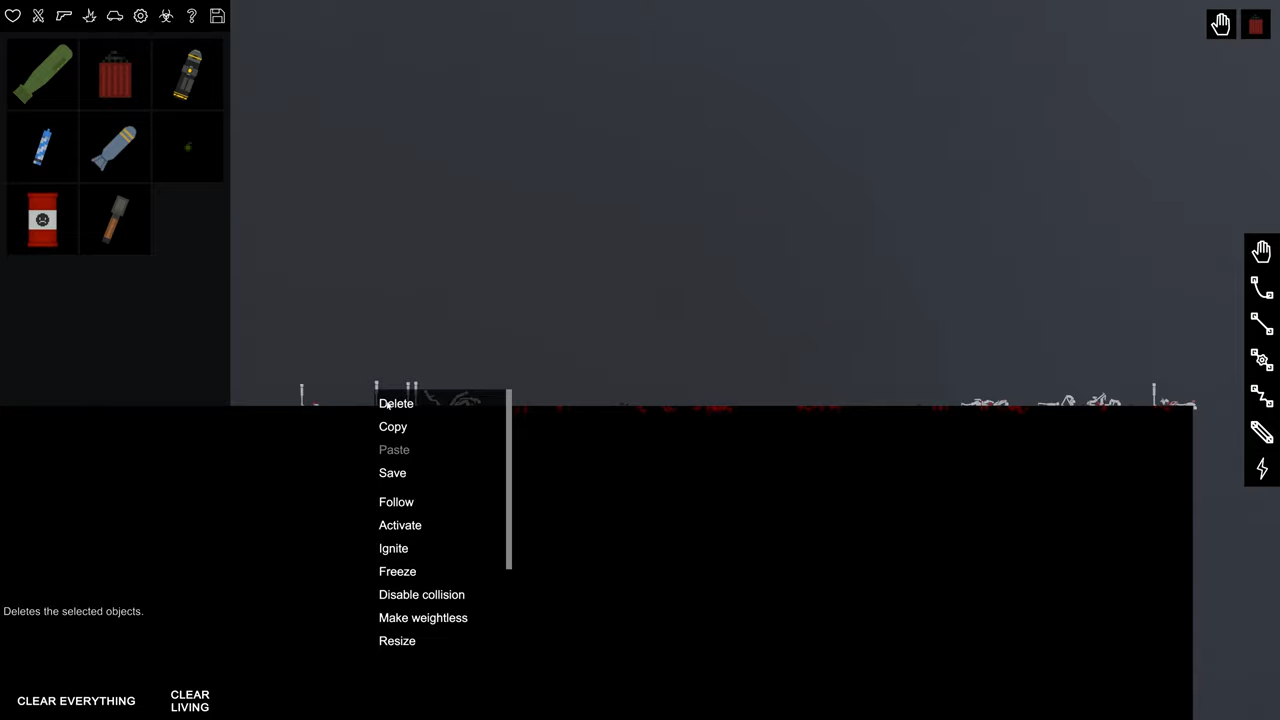 Delete
Copy
Paste
Save
Follow
Activate
Ignite
Freeze
Disable collision
Make weightless
Resize
Deletes the selected objects.
CLEAR EVERYTHING
CLEAR
LIVING